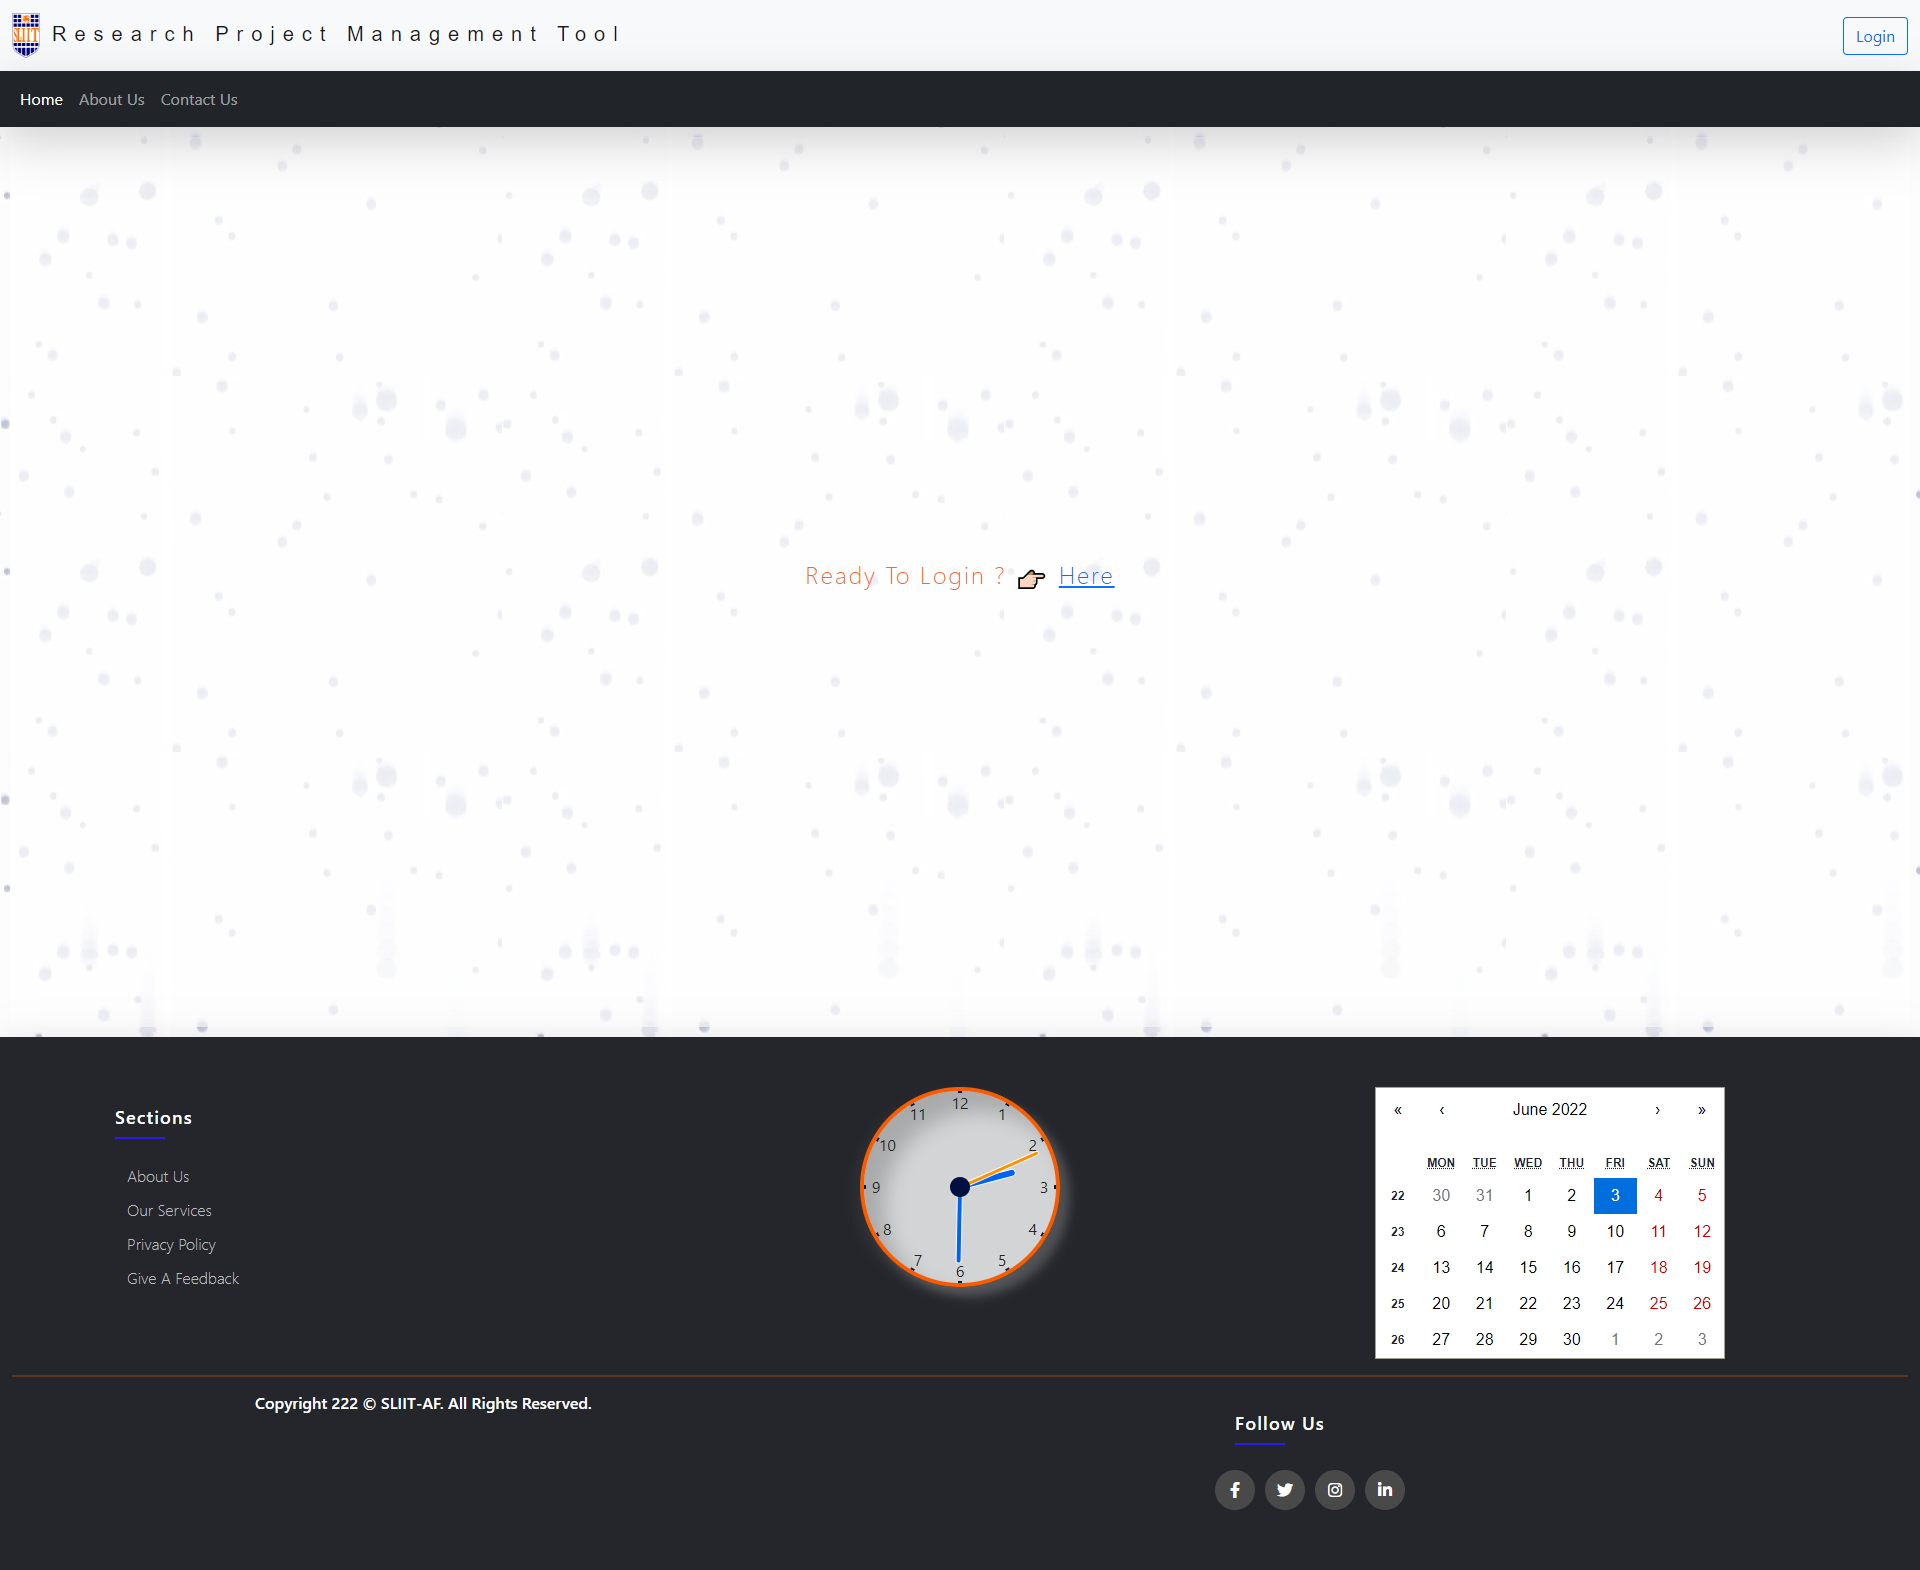 SLIIT
Research Project Management Tool
Login
Home About Us Contact Us
Ready To Login ? Here
Sections
About Us
Our Services
Privacy Policy
Give A Feedback
12
11 1
10 2
9 3
8 4
7 5
6
« ‹ June 2022 › »
MON TUE WED THU FRI SAT SUN
22 30 31 1 2 3 4 5
23 6 7 8 9 10 11 12
24 13 14 15 16 17 18 19
25 20 21 22 23 24 25 26
26 27 28 29 30 1 2 3
Copyright 222 © SLIIT-AF. All Rights Reserved.
Follow Us